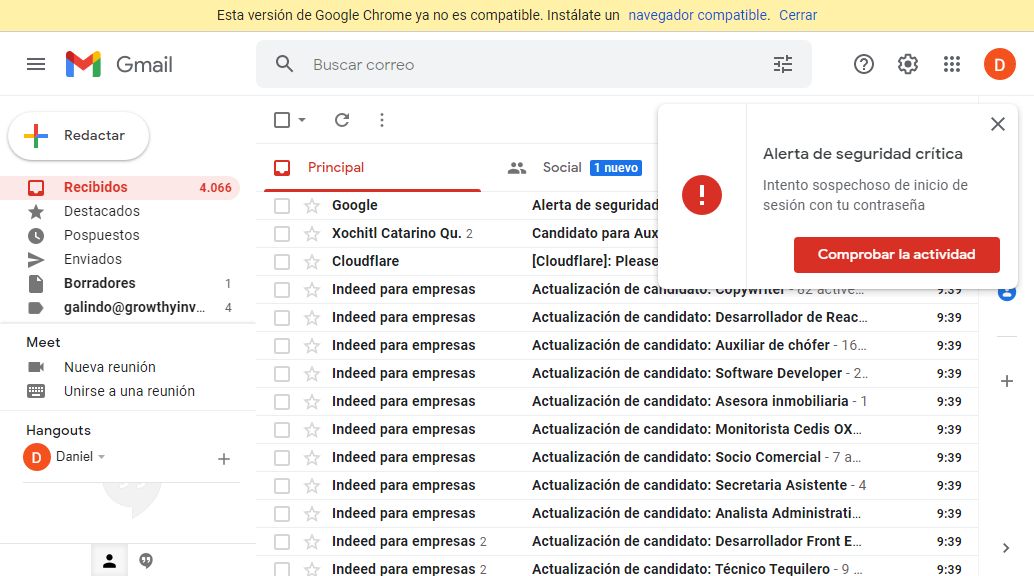 Esta versión de Google Chrome ya no es compatible. Instálate un navegador compatible. Cerrar
Gmail
Buscar correo
D
Redactar
Recibidos 4.066
Destacados
Pospuestos
Enviados
Borradores 1
galindo@growthyinv... 4
Meet
Nueva reunión
Unirse a una reunión
Hangouts
D Daniel
Principal
Social 1 nuevo
Alerta de seguridad crítica
Intento sospechoso de inicio de
sesión con tu contraseña
Comprobar la actividad
Google Alerta de seguridad
Xochitl Catarino Qu. 2 Candidato para Aux
Cloudflare [Cloudflare]: Please
Indeed para empresas Actualización de candidato: Copywriter - 82 active... 9:39
Indeed para empresas Actualización de candidato: Desarrollador de Reac... 9:39
Indeed para empresas Actualización de candidato: Auxiliar de chófer - 16... 9:39
Indeed para empresas Actualización de candidato: Software Developer - 2... 9:39
Indeed para empresas Actualización de candidato: Asesora inmobiliaria - 1 9:39
Indeed para empresas Actualización de candidato: Monitorista Cedis OX... 9:39
Indeed para empresas Actualización de candidato: Socio Comercial - 7 a... 9:39
Indeed para empresas Actualización de candidato: Secretaria Asistente - 4 9:39
Indeed para empresas Actualización de candidato: Analista Administrati... 9:39
Indeed para empresas 2 Actualización de candidato: Desarrollador Front E... 9:39
Indeed para empresas 2 Actualización de candidato: Técnico Tequilero - 9 ... 9:39